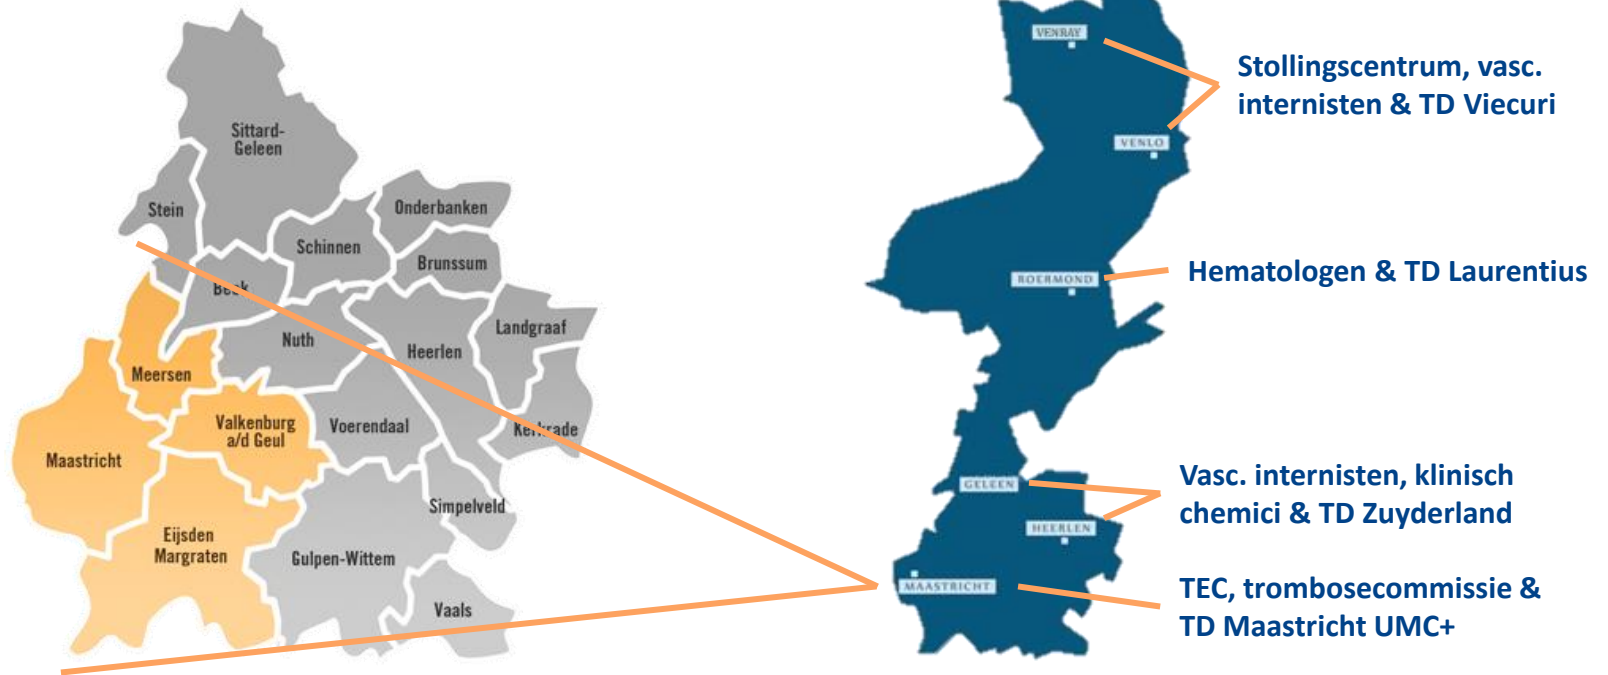 Sittard-
Geleen
Stein
Onderbanken
Schinnen
Brunssum
Beek
Landgraaf
Nuth
Heerlen
Meersen
Valkenburg
a/d Geul
Voerendaal
Kerkrade
Maastricht
Simpelveld
Eijsden
Margraten
Gulpen-Wittem
Vaals
VENRAY
VENLO
ROERMOND
GELEEN
HEERLEN
MAASTRICHT
Stollingscentrum, vasc.
internisten & TD Viecuri
Hematologen & TD Laurentius
Vasc. internisten, klinisch
chemici & TD Zuyderland
TEC, trombosecommissie &
TD Maastricht UMC+